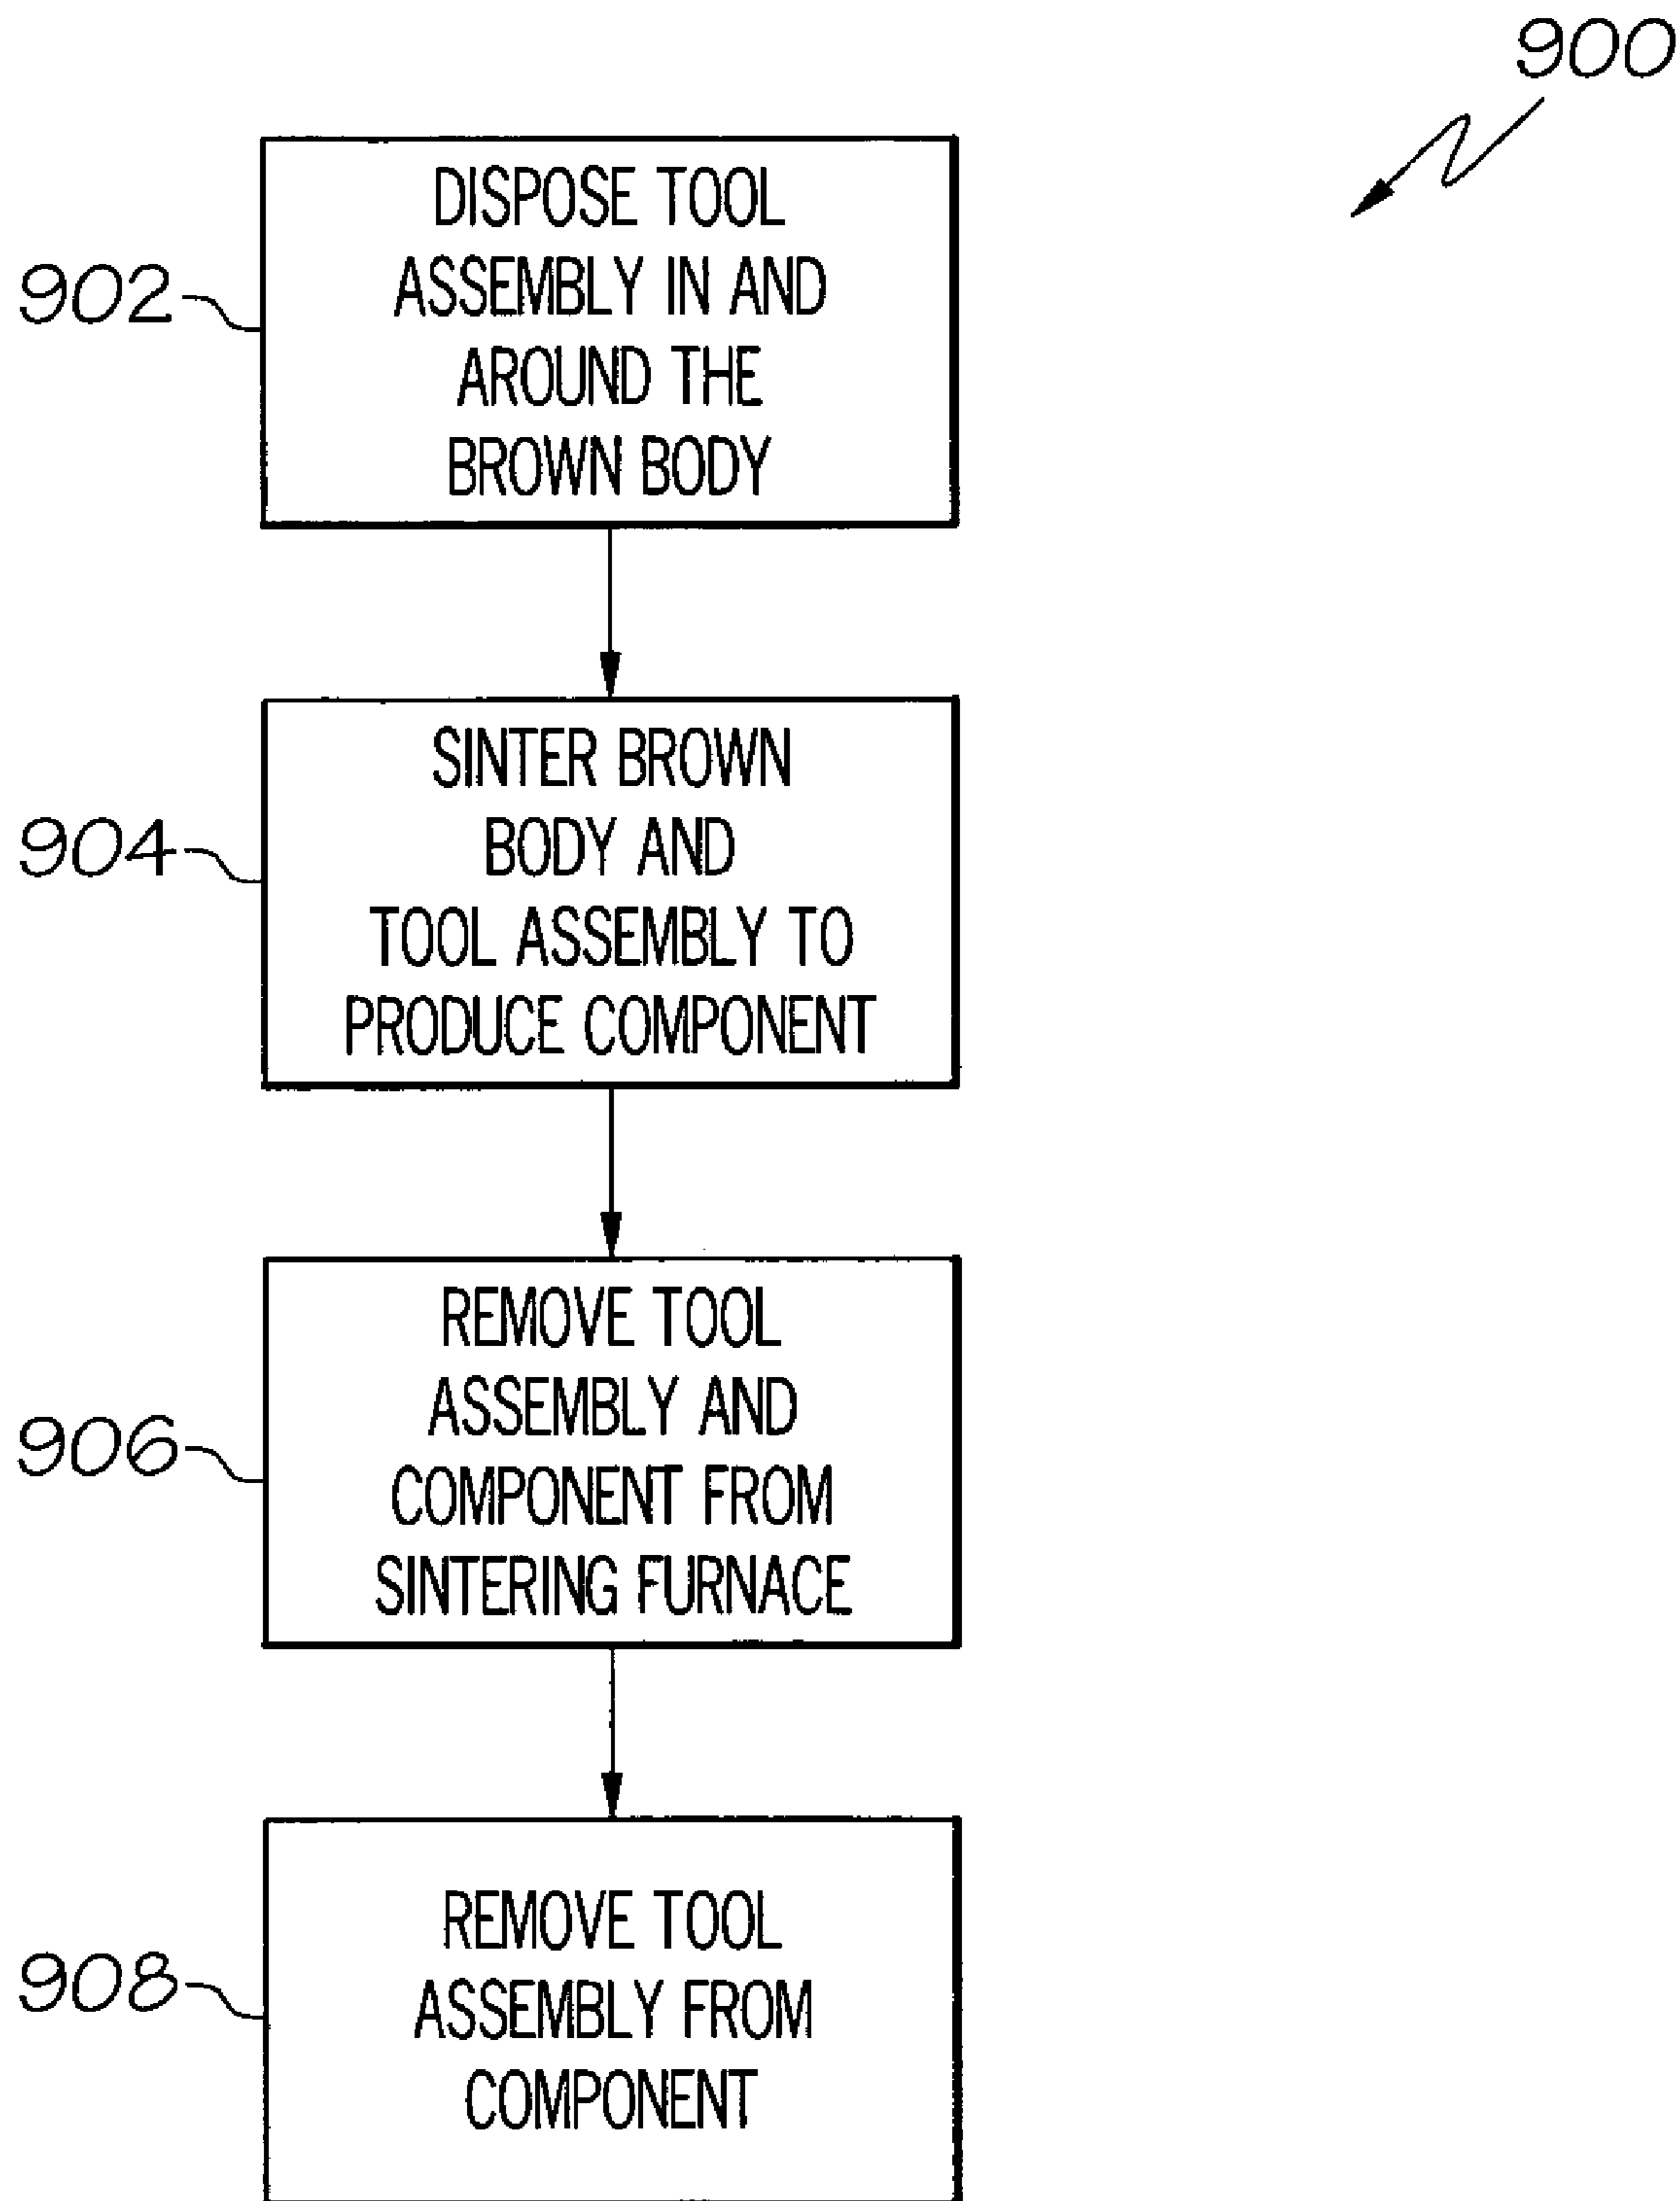 900
902
DISPOSE TOOL
ASSEMBLY IN AND
AROUND THE
BROWN BODY
904
SINTER BROWN
BODY AND
TOOL ASSEMBLY TO
PRODUCE COMPONENT
906
REMOVE TOOL
ASSEMBLY AND
COMPONENT FROM
SINTERING FURNACE
908
REMOVE TOOL
ASSEMBLY FROM
COMPONENT